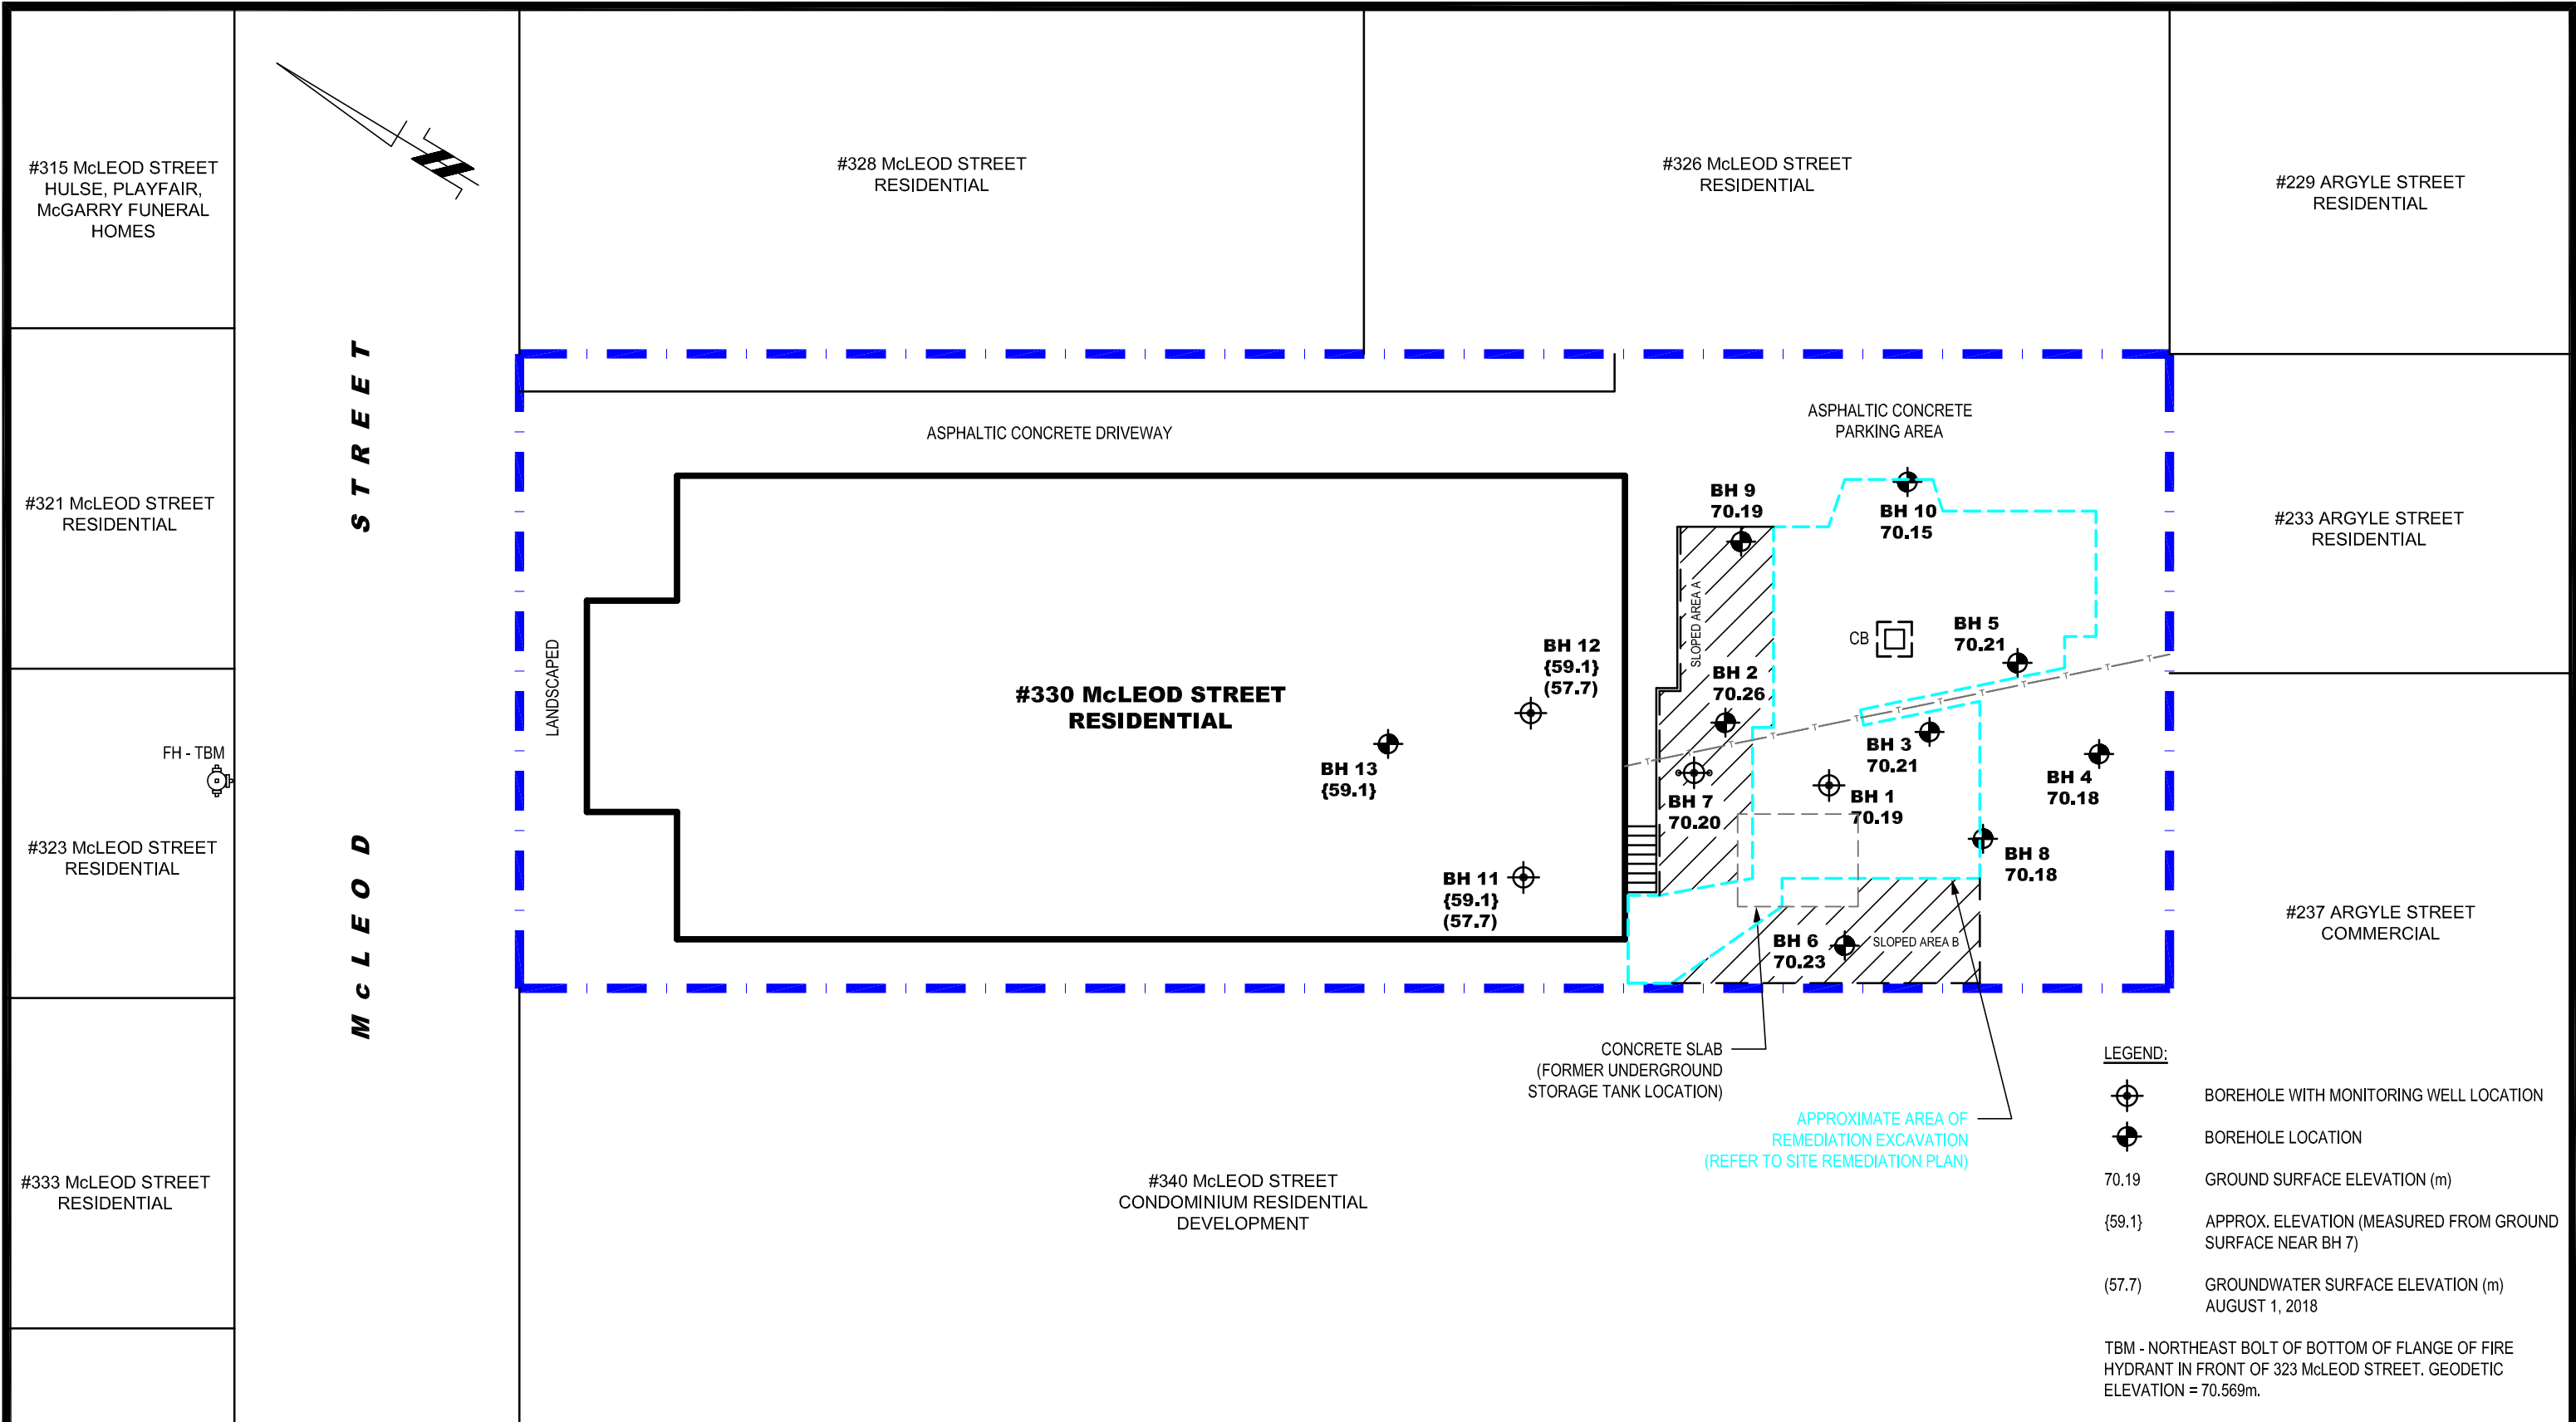 #315 McLEOD STREET
HULSE, PLAYFAIR,
McGARRY FUNERAL
HOMES
#328 McLEOD STREET
RESIDENTIAL
#326 McLEOD STREET
RESIDENTIAL
#229 ARGYLE STREET
RESIDENTIAL
#321 McLEOD STREET
RESIDENTIAL
#323 McLEOD STREET
RESIDENTIAL
FH - TBM
#333 McLEOD STREET
RESIDENTIAL
McLEOD STREET
LANDSCAPED
ASPHALTIC CONCRETE DRIVEWAY
ASPHALTIC CONCRETE
PARKING AREA
#330 McLEOD STREET
RESIDENTIAL
BH 12
{59.1}
(57.7)
BH 13
{59.1}
BH 11
{59.1}
(57.7)
BH 9
70.19
BH 10
70.15
SLOPED AREA A
BH 2
70.26
CB
BH 5
70.21
BH 3
70.21
BH 4
70.18
BH 7
70.20
BH 1
70.19
BH 8
70.18
BH 6
70.23
SLOPED AREA B
T
T
T
T
T
T
T
T
T
T
#233 ARGYLE STREET
RESIDENTIAL
#237 ARGYLE STREET
COMMERCIAL
CONCRETE SLAB
(FORMER UNDERGROUND
STORAGE TANK LOCATION)
APPROXIMATE AREA OF
REMEDIATION EXCAVATION
(REFER TO SITE REMEDIATION PLAN)
#340 McLEOD STREET
CONDOMINIUM RESIDENTIAL
DEVELOPMENT
LEGEND:
BOREHOLE WITH MONITORING WELL LOCATION
BOREHOLE LOCATION
70.19 GROUND SURFACE ELEVATION (m)
{59.1} APPROX. ELEVATION (MEASURED FROM GROUND
SURFACE NEAR BH 7)
(57.7) GROUNDWATER SURFACE ELEVATION (m)
AUGUST 1, 2018
TBM - NORTHEAST BOLT OF BOTTOM OF FLANGE OF FIRE
HYDRANT IN FRONT OF 323 McLEOD STREET. GEODETIC
ELEVATION = 70.569m.